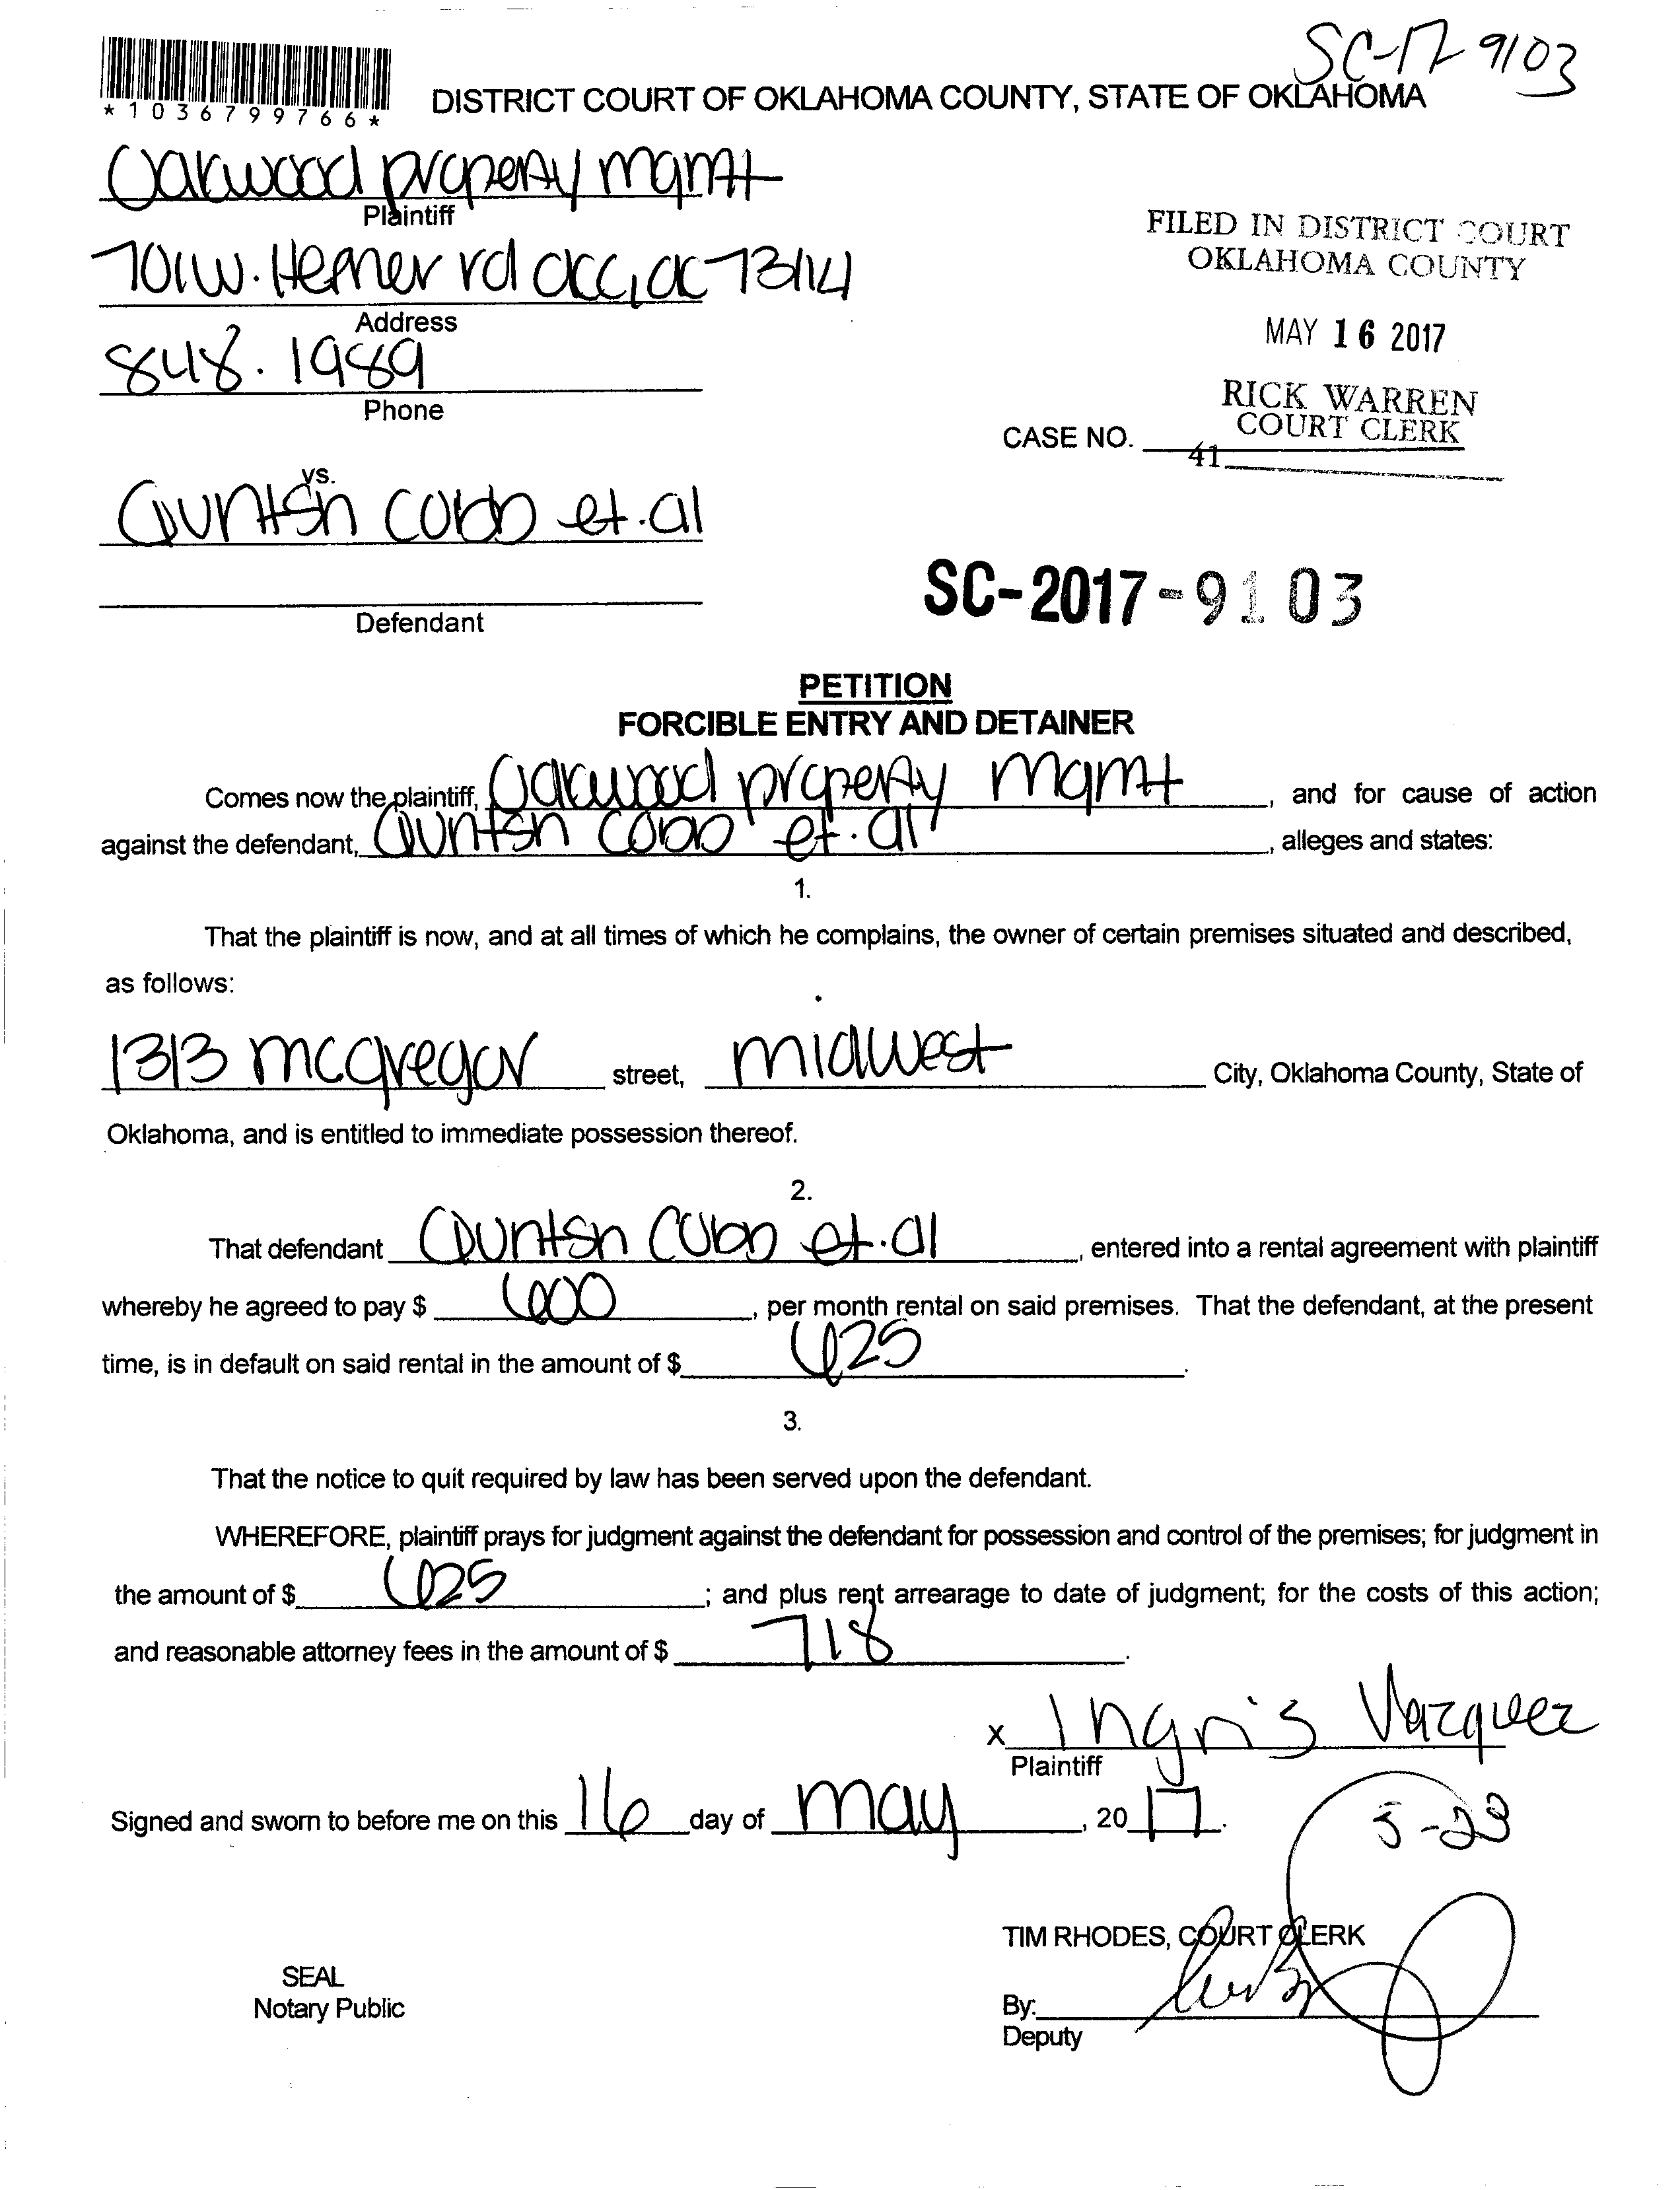 SC-17-9103
*1036799766*
DISTRICT COURT OF OKLAHOMA COUNTY, STATE OF OKLAHOMA
Oakwood property mgmt
Plaintiff
701 W. Hefner rd okc, ok 73114
Address
848.1989
Phone
FILED IN DISTRICT COURT
OKLAHOMA COUNTY
MAY 16 2017
RICK WARREN
COURT CLERK
CASE NO.
41
vs.
Quntsn Cobb et.al
Defendant
SC-2017-9103
PETITION
FORCIBLE ENTRY AND DETAINER
Comes now the plaintiff, Oakwood property mgmt, and for cause of action
against the defendant, Quntsn Cobb et.al, alleges and states:
1.
That the plaintiff is now, and at all times of which he complains, the owner of certain premises situated and described,
as follows:
1313 mcgregor street, midwest City, Oklahoma County, State of
Oklahoma, and is entitled to immediate possession thereof.
2.
That defendant Quntsn Cobb et.al, entered into a rental agreement with plaintiff
whereby he agreed to pay $ 600, per month rental on said premises. That the defendant, at the present
time, is in default on said rental in the amount of $ 625.
3.
That the notice to quit required by law has been served upon the defendant.
WHEREFORE, plaintiff prays for judgment against the defendant for possession and control of the premises; for judgment in
the amount of $ 625; and plus rent arrearage to date of judgment; for the costs of this action;
and reasonable attorney fees in the amount of $ 718.
x Ingris Vazquez
Plaintiff
Signed and sworn to before me on this 16 day of may, 2017.
5-23
TIM RHODES, COURT CLERK
SEAL
Notary Public
By:
Deputy